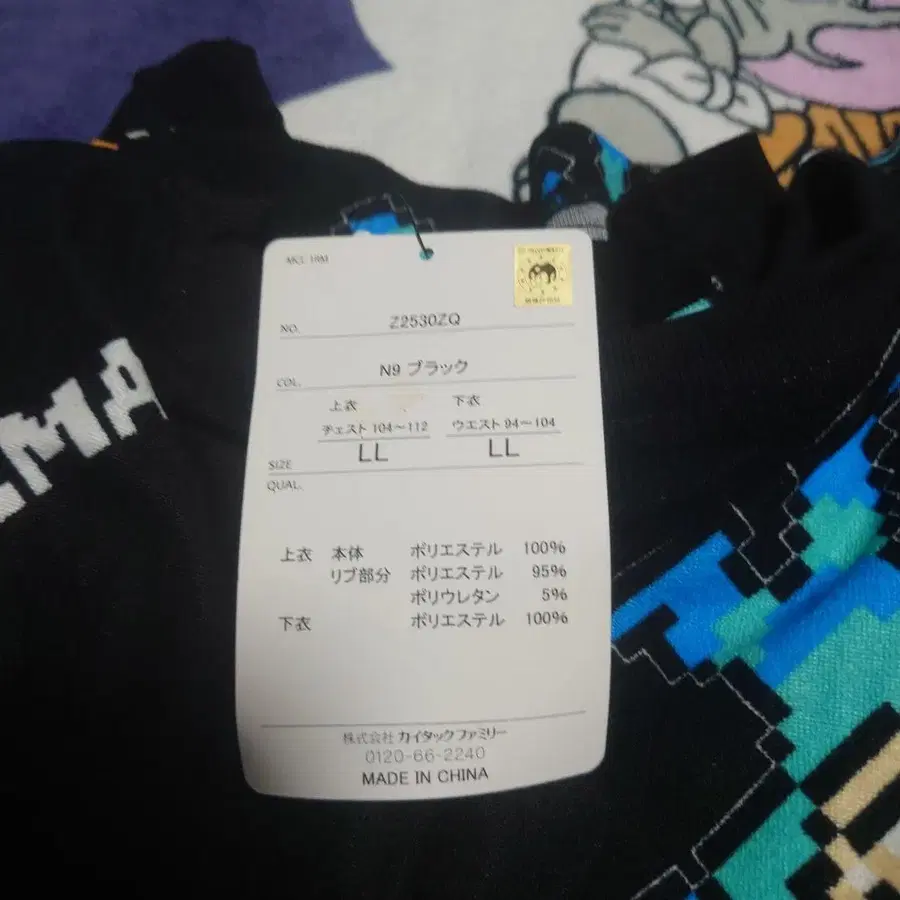 NO. Z2530ZQ
COL. N9 ブラック
上衣 下衣
チェスト 104～112 ウエスト 94～104
SIZE LL LL
QUAL.
上衣 本体 ポリエステル 100%
リブ部分 ポリエステル 95%
ポリウレタン 5%
下衣 ポリエステル 100%
株式会社 カイタックファミリー
0120-66-2240
MADE IN CHINA
MA